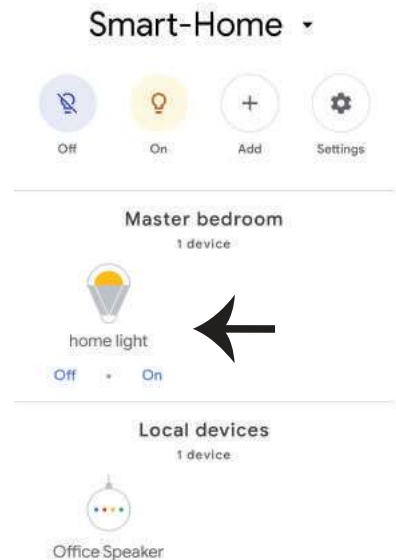 Smart-Home
Off On Add Settings
Master bedroom
1 device
home light
Off • On
Local devices
1 device
Office Speaker